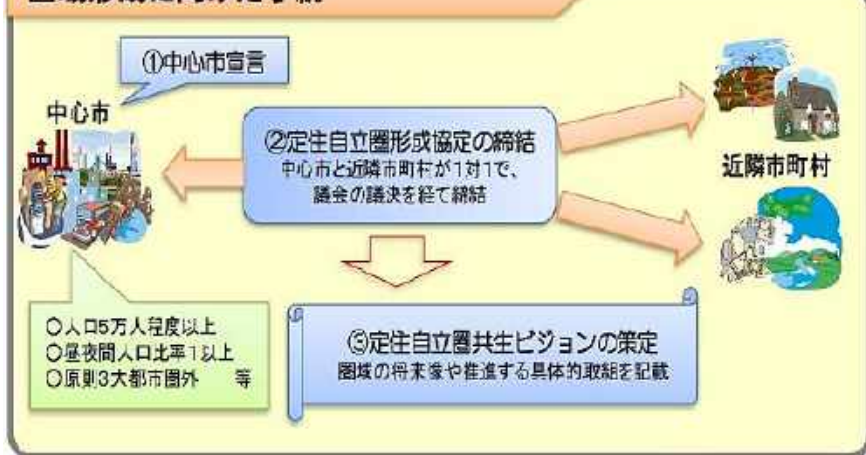 ①中心市宣言
中心市
②定住自立圏形成協定の締結
中心市と近隣市町村が1対1で、
議会の議決を経て締結
近隣市町村
○人口5万人程度以上
○昼夜間人口比率1以上
○原則3大都市圏外　等
③定住自立圏共生ビジョンの策定
圏域の将来像や推進する具体的取組を記載